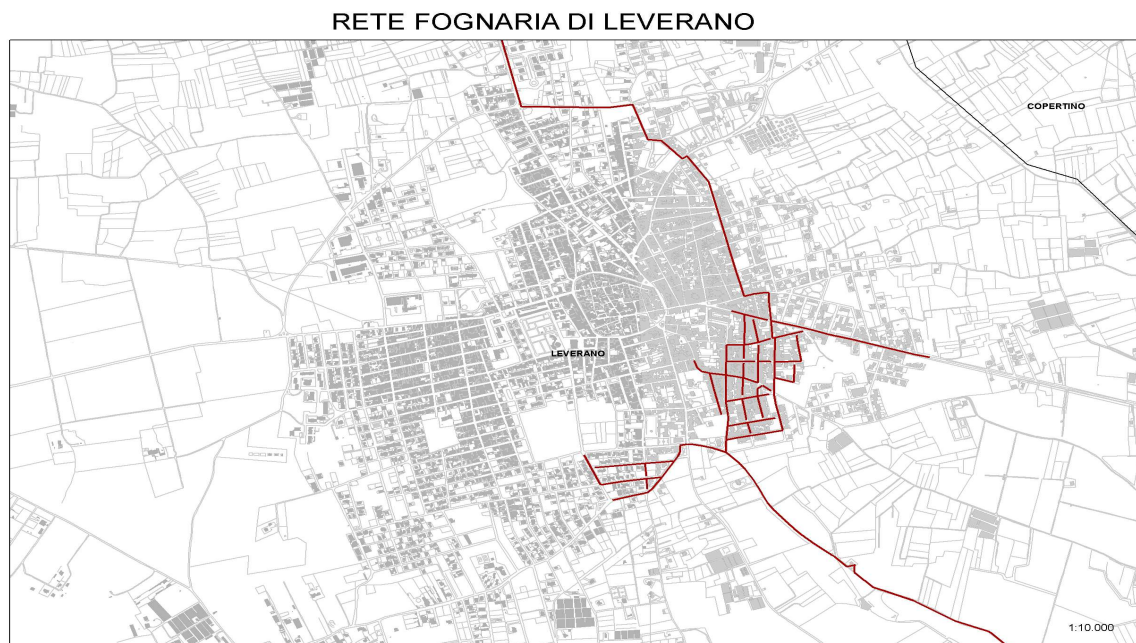 RETE FOGNARIA DI LEVERANO
COPERTINO
LEVERANO
1:10.000